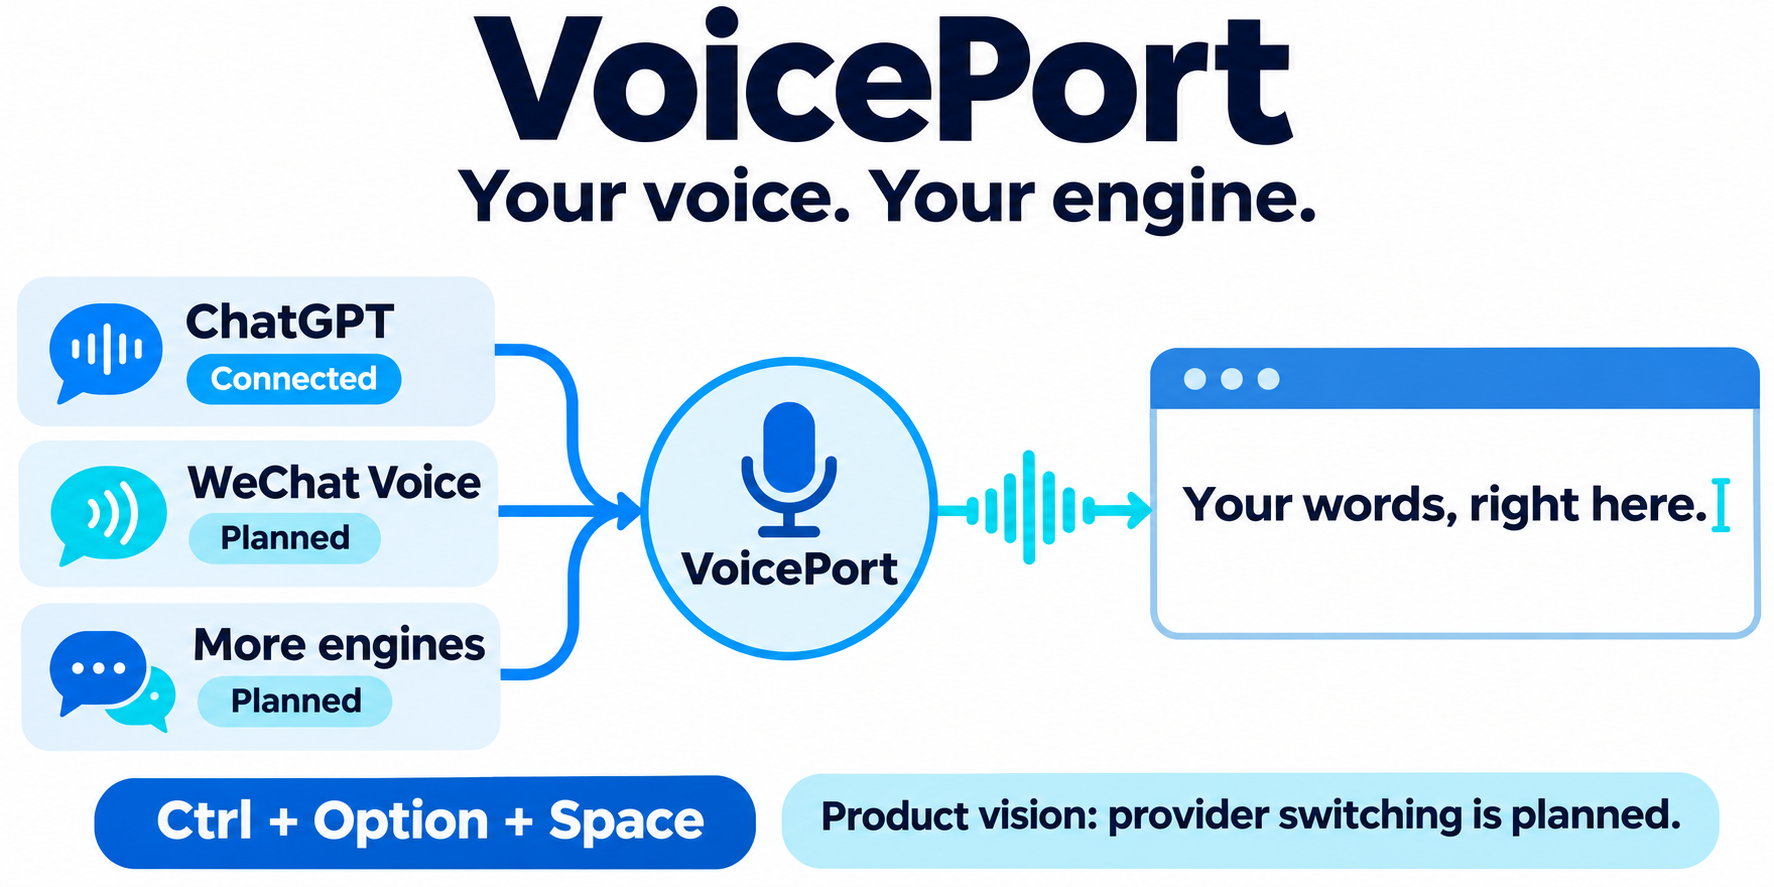 VoicePort
Your voice. Your engine.
ChatGPT
Connected
WeChat Voice
Planned
More engines
Planned
VoicePort
Your words, right here.
Ctrl + Option + Space
Product vision: provider switching is planned.